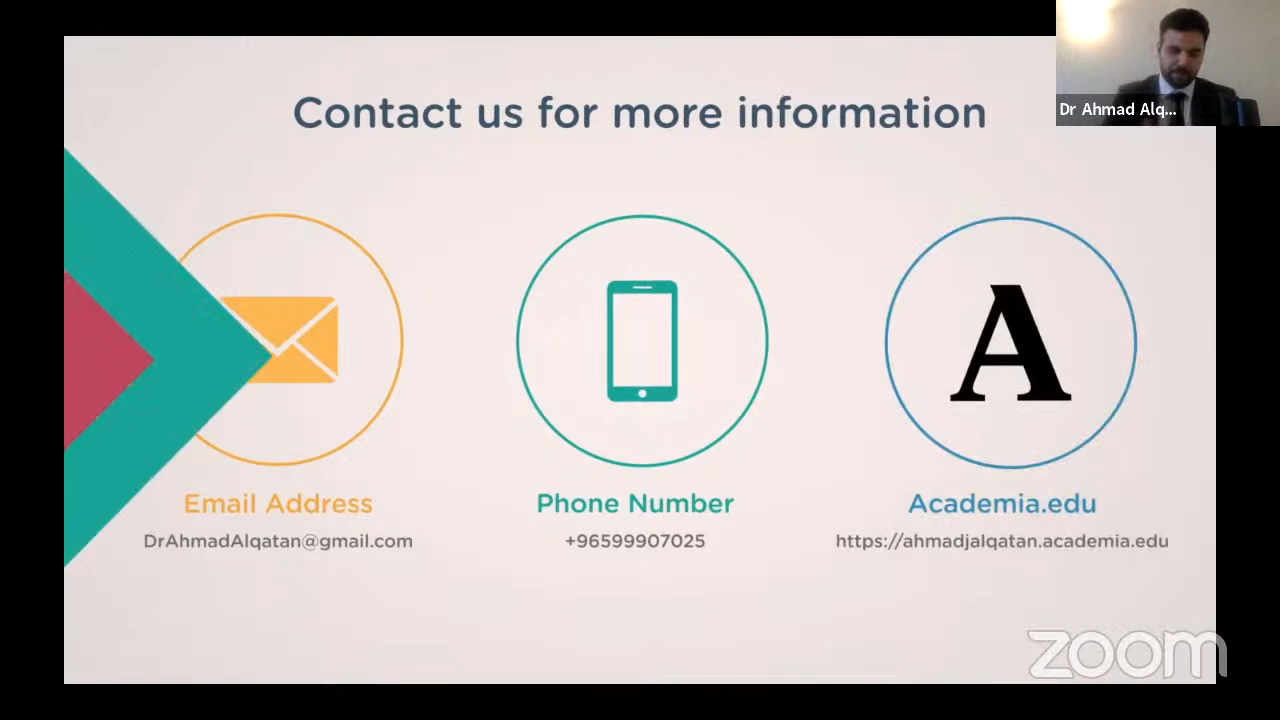 Contact us for more information
Dr Ahmad Alq...
A
Email Address
Phone Number
Academia.edu
DrAhmadAlqatan@gmail.com
+96599907025
https://ahmadjalqatan.academia.edu
zoom